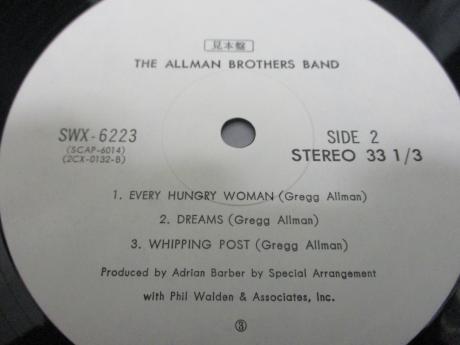 見本盤
THE ALLMAN BROTHERS BAND
SWX-6223
(SCAP-6014)
(2CX-0132-B)
SIDE 2
STEREO 33 1/3
1. EVERY HUNGRY WOMAN (Gregg Allman)
2. DREAMS (Gregg Allman)
3. WHIPPING POST (Gregg Allman)
Produced by Adrian Barber by Special Arrangement
with Phil Walden & Associates, Inc.
③